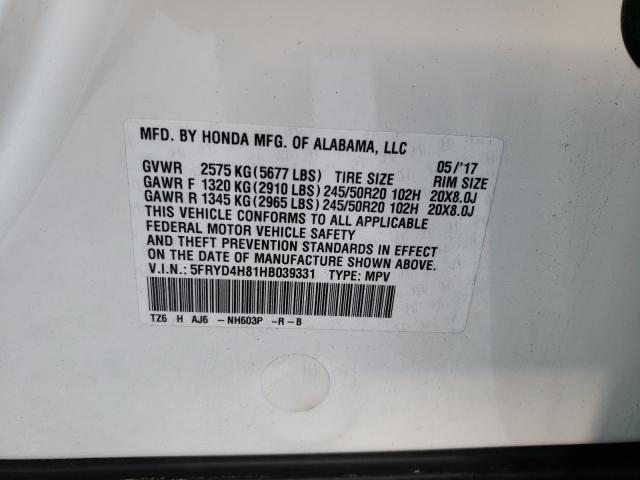 MFD. BY HONDA MFG. OF ALABAMA, LLC 05/'17
GVWR 2575 KG(5677 LBS) TIRE SIZE RIM SIZE
GAWR F 1320 KG(2910 LBS) 245/50R20 102H 20X8.0J
GAWR R 1345 KG(2965 LBS) 245/50R20 102H 20X8.0J
THIS VEHICLE CONFORMS TO ALL APPLICABLE
FEDERAL MOTOR VEHICLE SAFETY
AND THEFT PREVENTION STANDARDS IN EFFECT
ON THE DATE OF MANUFACTURE SHOWN ABOVE.
V.I.N.: 5FRYD4H81HB039331 TYPE: MPV
TZ6 H AJ6 -NH603P -R-B